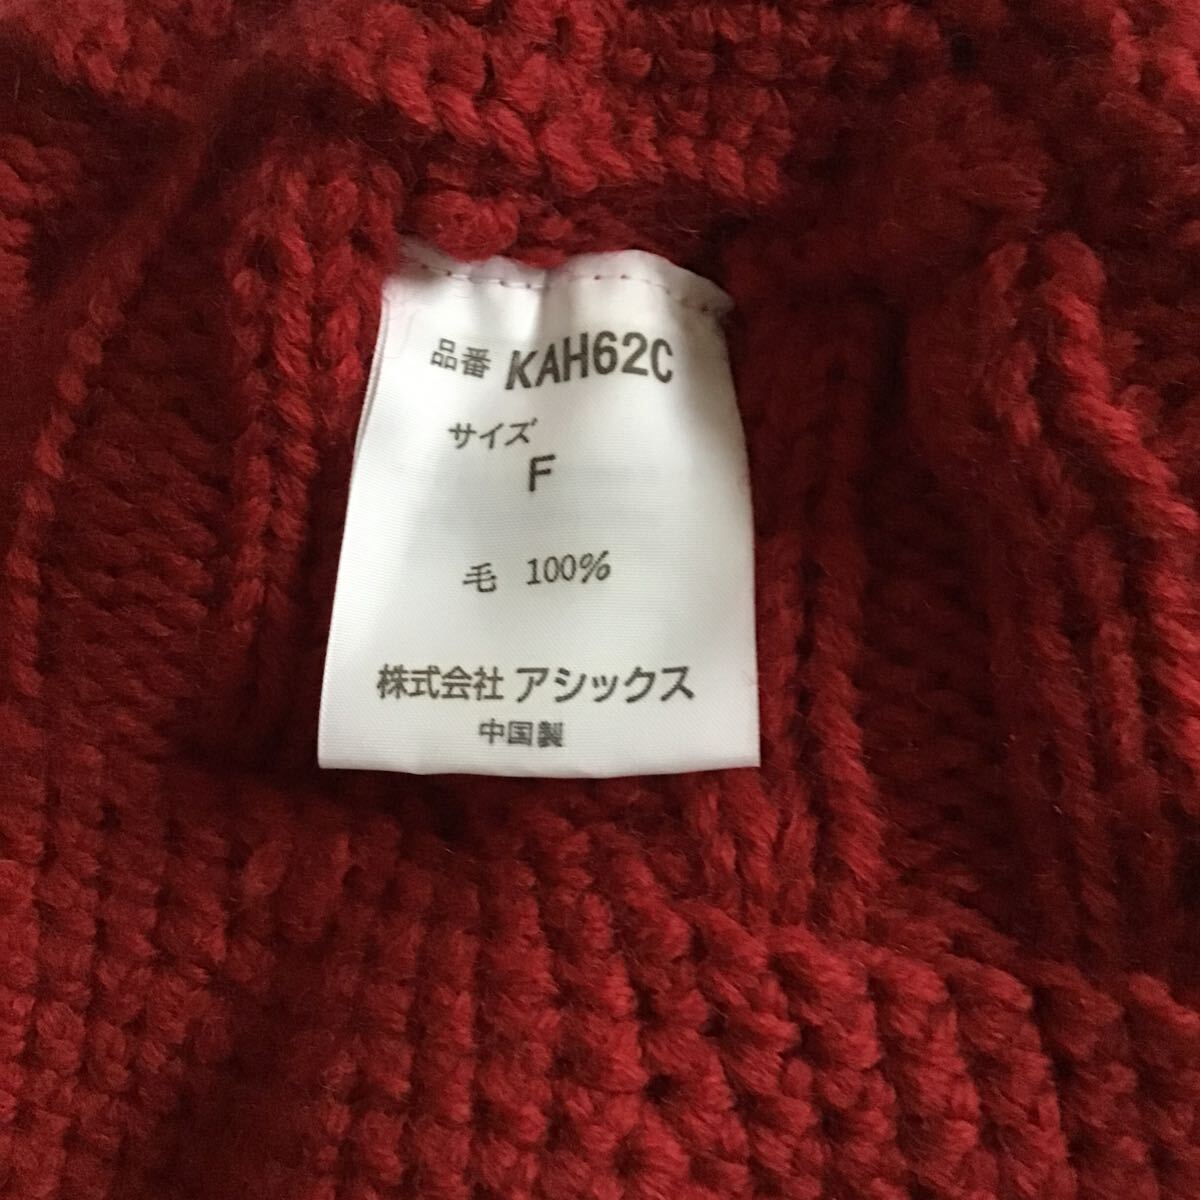 品番 KAH62C
サイズ
F
毛 100%
株式会社 アシックス
中国製